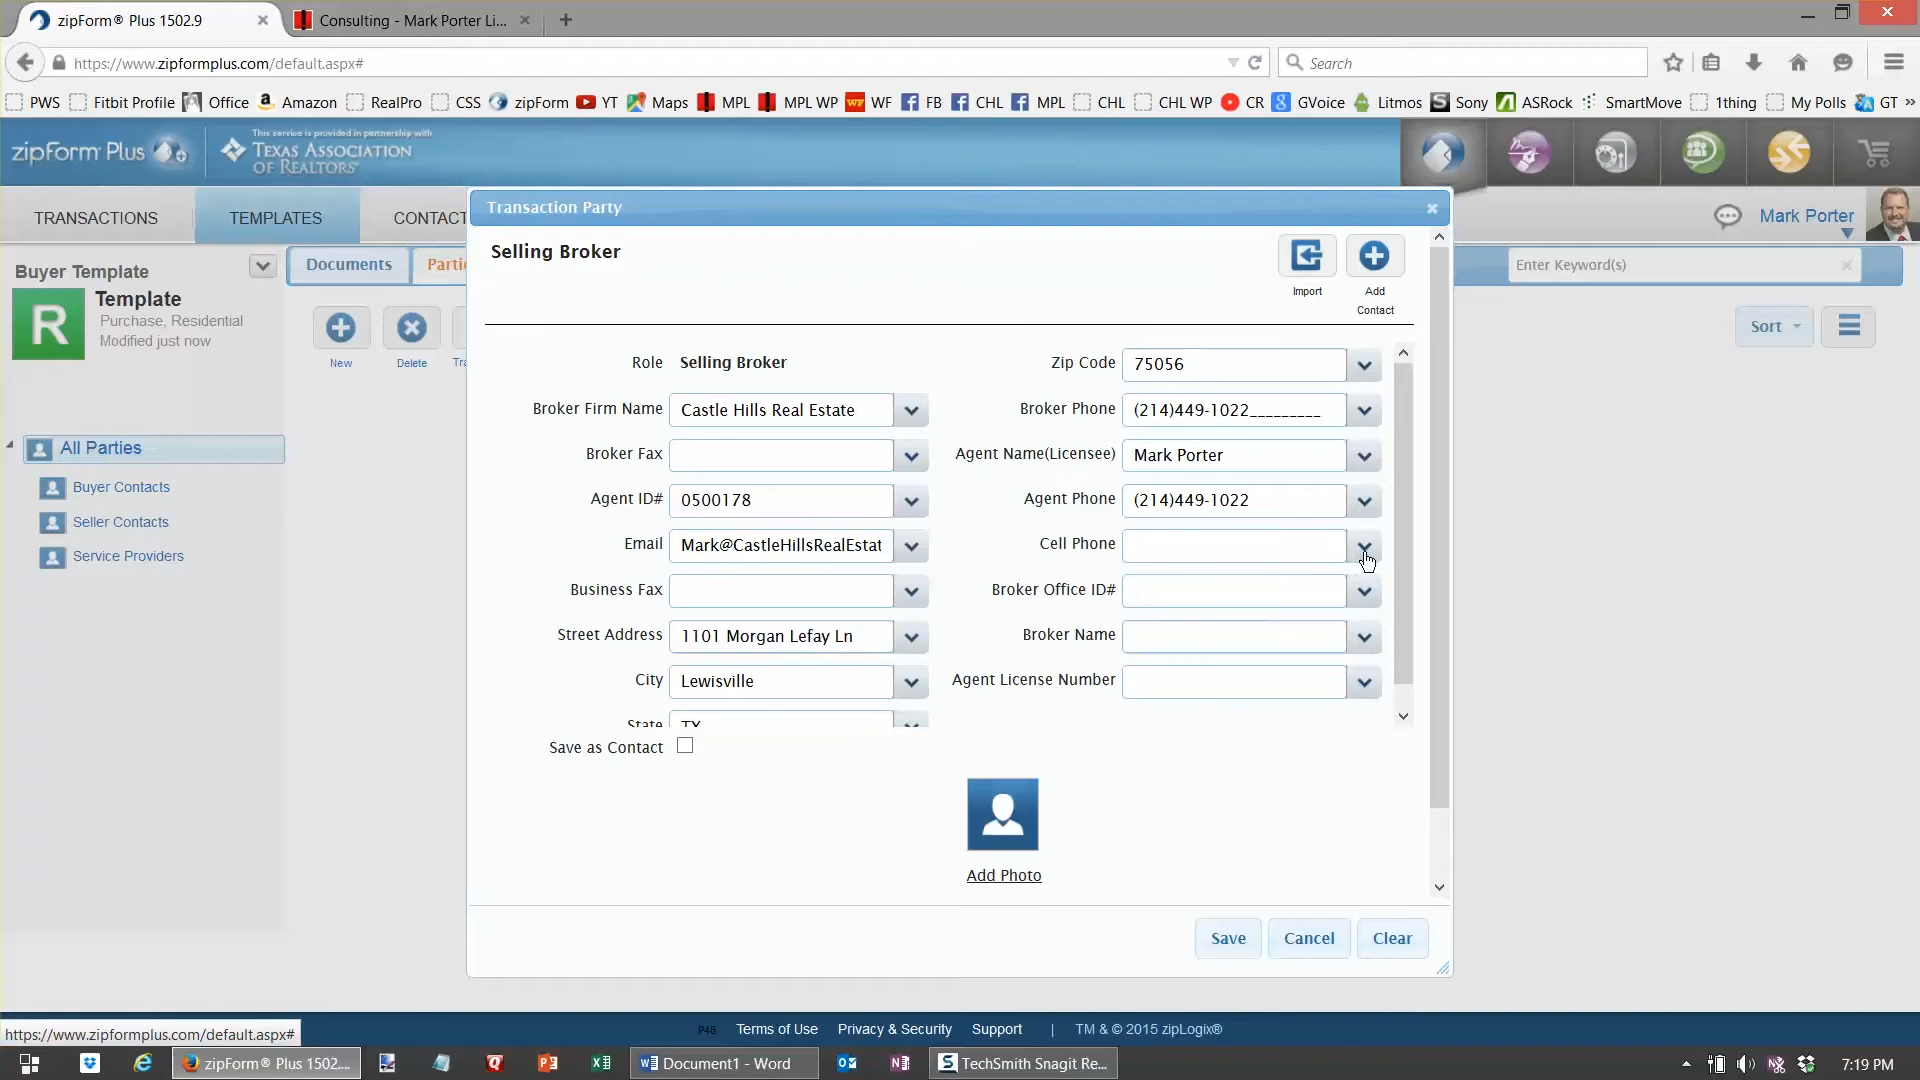 zipForm® Plus 1502.9
Consulting - Mark Porter Li...
https://www.zipformplus.com/default.aspx#
Search
PWS Fitbit Profile Office Amazon RealPro CSS zipForm YT Maps MPL MPL WP WF FB CHL MPL CHL CHL WP CR GVoice Litmos Sony ASRock SmartMove 1thing My Polls GT »
zipForm Plus
This service is provided in partnership with
TEXAS ASSOCIATION
OF REALTORS®
TRANSACTIONS
TEMPLATES
CONTACT
Mark Porter
Transaction Party
Buyer Template
Template
Purchase, Residential
Modified just now
R
Documents
Partie
Enter Keyword(s)
New
Delete
Tra
Sort
All Parties
Buyer Contacts
Seller Contacts
Service Providers
Selling Broker
Import
Add
Contact
Role Selling Broker
Zip Code 75056
Broker Firm Name Castle Hills Real Estate
Broker Phone (214)449-1022_________
Broker Fax
Agent Name(Licensee) Mark Porter
Agent ID# 0500178
Agent Phone (214)449-1022
Email Mark@CastleHillsRealEstat
Cell Phone
Business Fax
Broker Office ID#
Street Address 1101 Morgan Lefay Ln
Broker Name
City Lewisville
Agent License Number
State TX
Save as Contact
Add Photo
Save
Cancel
Clear
https://www.zipformplus.com/default.aspx#
P48 Terms of Use Privacy & Security Support | TM & © 2015 zipLogix®
zipForm® Plus 1502....
Document1 - Word
TechSmith Snagit Re...
7:19 PM